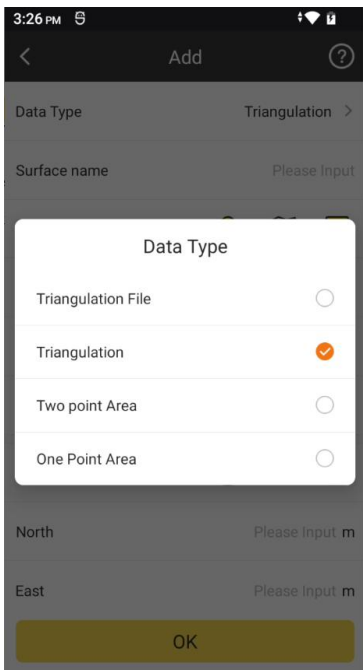 3:26 PM
Add
Data Type Triangulation
Surface name Please Input
Data Type
Triangulation File
Triangulation
Two point Area
One Point Area
North Please Input m
East Please Input m
OK